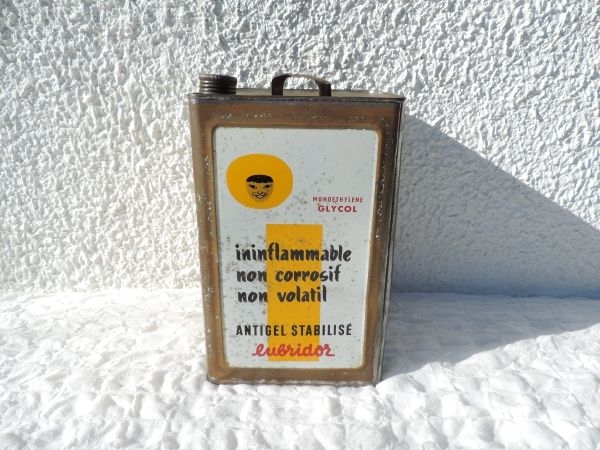 MONOETHYLENE
GLYCOL
ininflammable
non corrosif
non volatil
ANTIGEL STABILISÉ
lubridor